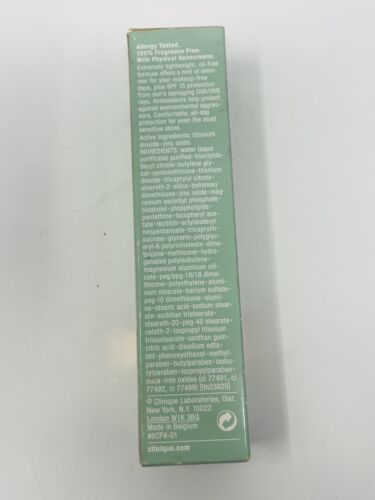 Allergy Tested.
100% Fragrance Free.
With Physical Sunscreens.
Extremely lightweight, oil-free
formula offers a hint of shim-
mer for your makeup-free
days, plus SPF 15 protection
from sun's damaging UVA/UVB
rays. Antioxidants help protect
against environmental aggres-
sors. Comfortable, all-day
protection for even the most
sensitive skins.
Active ingredients: titanium
dioxide•zinc oxide.
INGREDIENTS: water (aqua
purificata) purified•trioctyldo-
decyl citrate•butylene gly-
col•cyclomethicone•titanium
dioxide•tricaprylyl citrate•
steareth-2•silica•behenoxy
dimethicone•zinc oxide•mag-
nesium ascorbyl phosphate•
bisabolol•phospholipids•
pantethine•tocopheryl ace-
tate•lecithin•octyldodecyl
neopentanoate•tricaprylin•
sucrose•glycerin•polyglyc-
eryl-6 polyricinoleate•dime-
thicone•methicone•hydro-
genated polyisobutene•
magnesium aluminum sili-
cate•peg/ppg-18/18 dime-
thicone•polyethylene•alumi-
num stearate•barium sulfate•
peg-10 dimethicone•alumi-
na•stearic acid•sodium stear-
ate•sorbitan tristearate•
steareth-20•peg-40 stearate•
ceteth-2•isopropyl titanium
triisostearate•xanthan gum•
citric acid•disodium edta•
bht•phenoxyethanol•methyl-
paraben•butylparaben•isobu-
tylparaben•isopropylparaben•
mica•iron oxides (ci 77491, ci
77492, ci 77499) [iln23829]
© Clinique Laboratories, Dist.
New York, N.Y. 10022
London W1K 3BQ
Made in Belgium
#6CP4-01
clinique.com